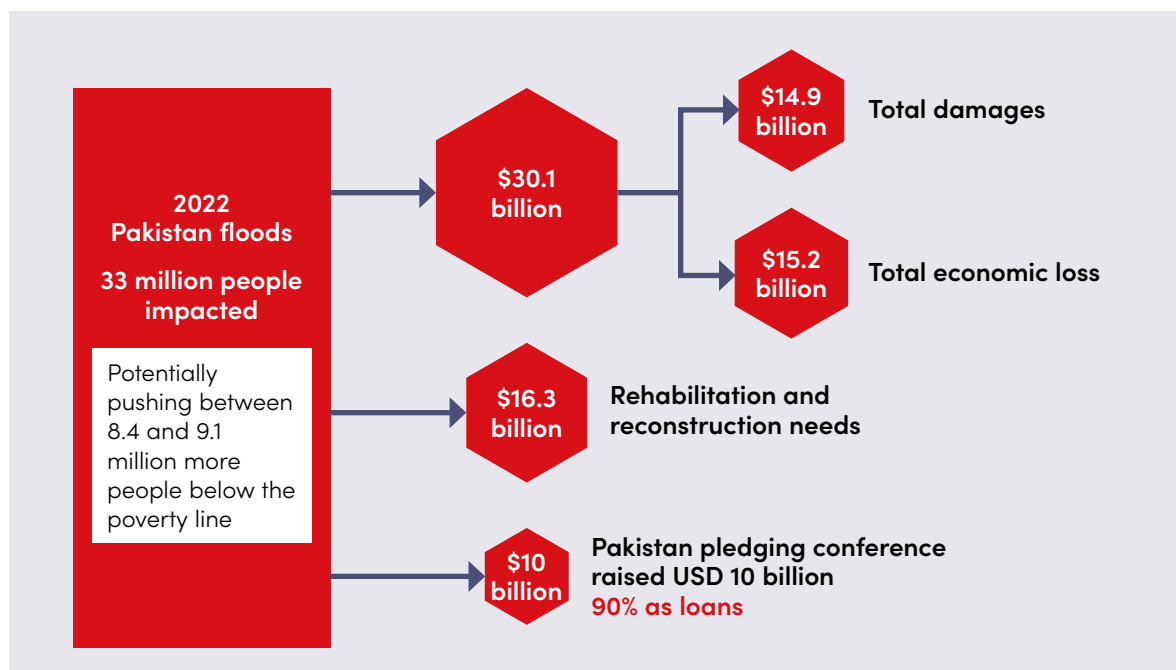 2022
Pakistan floods
33 million people
impacted
Potentially
pushing between
8.4 and 9.1
million more
people below the
poverty line
$30.1
billion
$14.9
billion
Total damages
$15.2
billion
Total economic loss
$16.3
billion
Rehabilitation and
reconstruction needs
$10
billion
Pakistan pledging conference
raised USD 10 billion
90% as loans